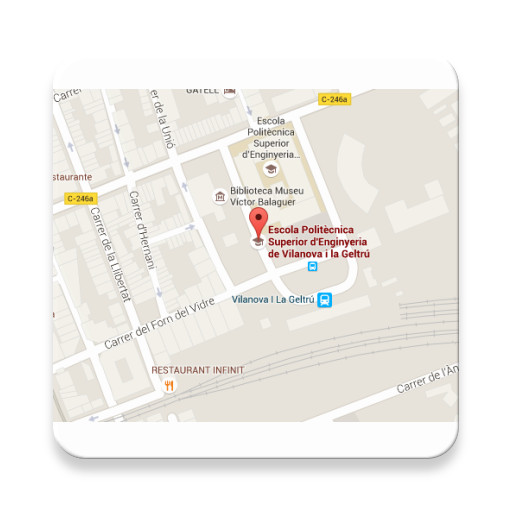 Carrer
GATELL
C-246a
Carrer de la Unió
Escola
Politècnica
Superior
d'Enginyeria...
staurante
C-246a
Biblioteca Museu
Víctor Balaguer
Carrer d'Hernani
Carrer de la Llibertat
Escola Politècnica
Superior d'Enginyeria
de Vilanova i la Geltrú
Vilanova I La Geltrú
Carrer del Forn del Vidre
RESTAURANT INFINIT
Carrer de l'An